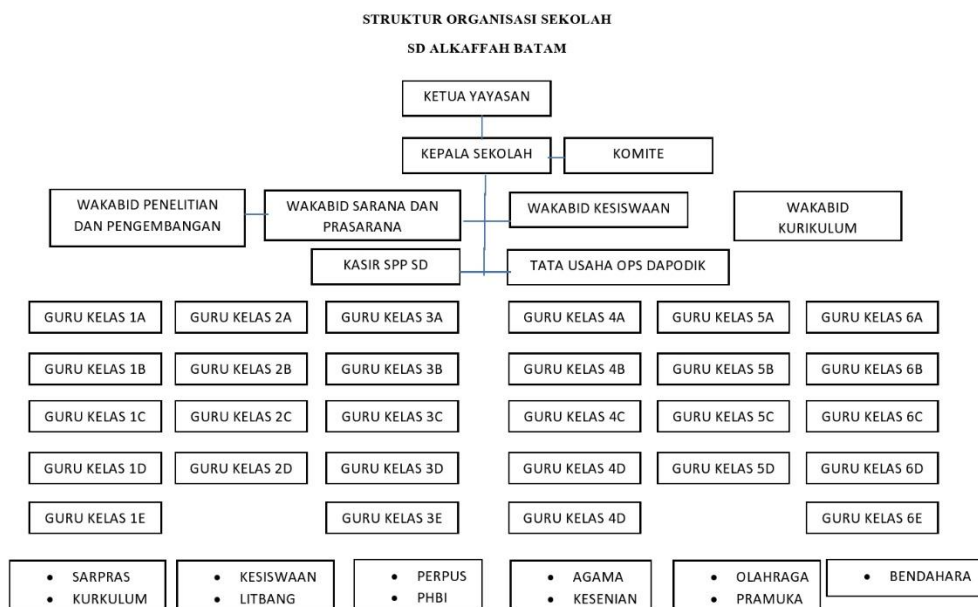 STRUKTUR ORGANISASI SEKOLAH
SD ALKAFFAH BATAM
KETUA YAYASAN
KEPALA SEKOLAH
KOMITE
WAKABID PENELITIAN
DAN PENGEMBANGAN
WAKABID SARANA DAN
PRASARANA
WAKABID KESISWAAN
WAKABID
KURIKULUM
KASIR SPP SD
TATA USAHA OPS DAPODIK
GURU KELAS 1A
GURU KELAS 2A
GURU KELAS 3A
GURU KELAS 4A
GURU KELAS 5A
GURU KELAS 6A
GURU KELAS 1B
GURU KELAS 2B
GURU KELAS 3B
GURU KELAS 4B
GURU KELAS 5B
GURU KELAS 6B
GURU KELAS 1C
GURU KELAS 2C
GURU KELAS 3C
GURU KELAS 4C
GURU KELAS 5C
GURU KELAS 6C
GURU KELAS 1D
GURU KELAS 2D
GURU KELAS 3D
GURU KELAS 4D
GURU KELAS 5D
GURU KELAS 6D
GURU KELAS 1E
GURU KELAS 3E
GURU KELAS 4D
GURU KELAS 6E
• SARPRAS
• KURKULUM
• KESISWAAN
• LITBANG
• PERPUS
• PHBI
• AGAMA
• KESENIAN
• OLAHRAGA
• PRAMUKA
• BENDAHARA